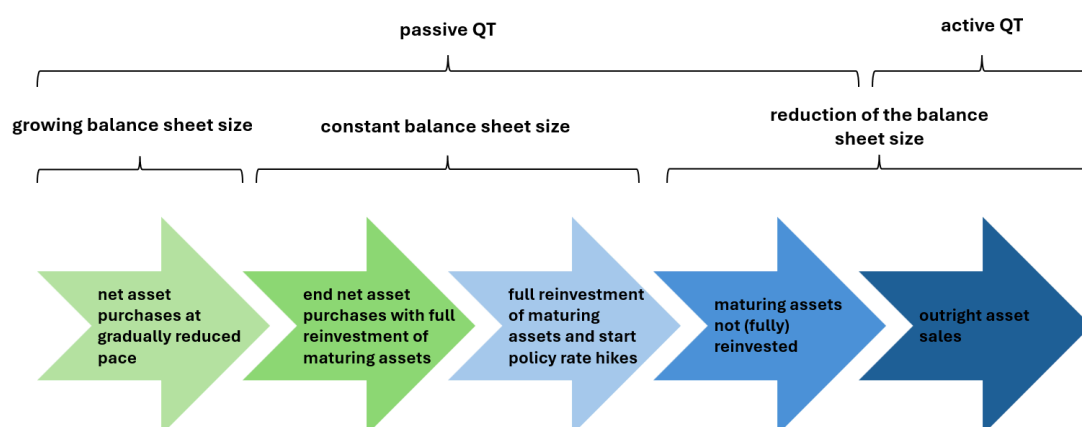 passive QT
active QT
growing balance sheet size
constant balance sheet size
reduction of the balance
sheet size
net asset
purchases at
gradually reduced
pace
end net asset
purchases with full
reinvestment of
maturing assets
full reinvestment
of maturing
assets and start
policy rate hikes
maturing assets
not (fully)
reinvested
outright asset
sales